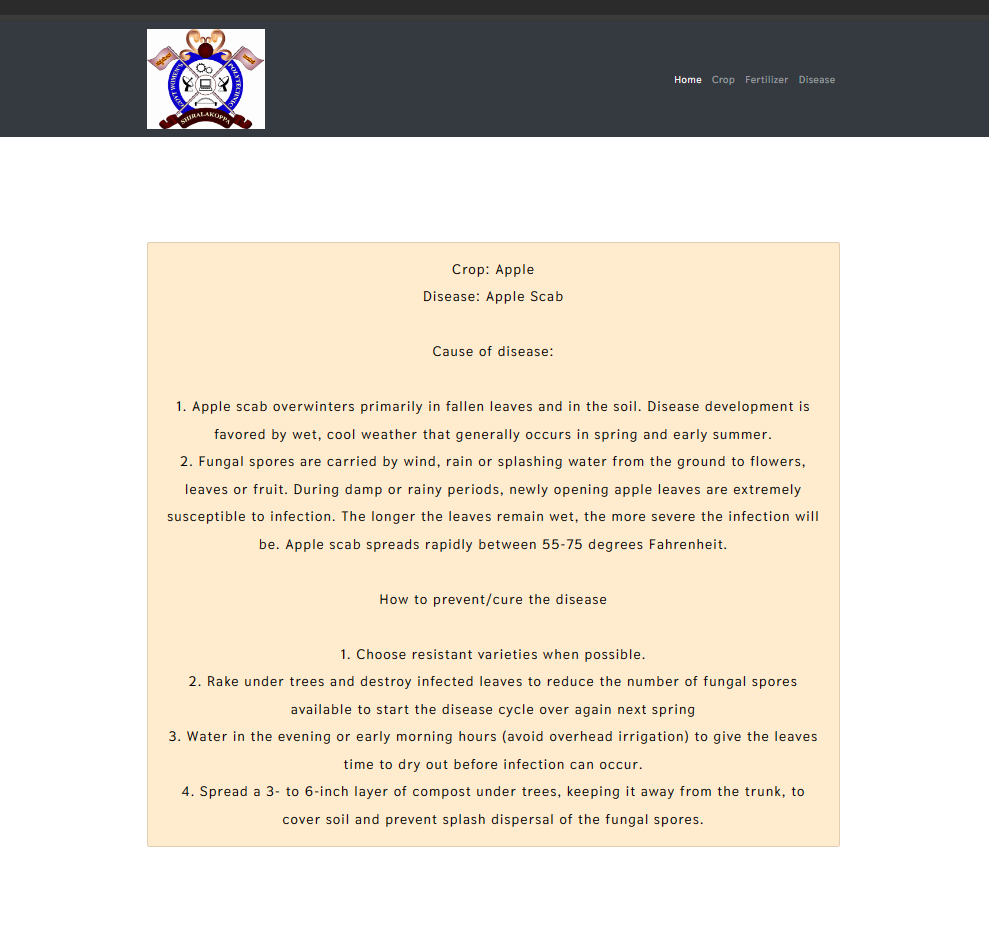 GOVT WOMEN'S POLYTECHNIC
SHIRALAKOPPA
Home Crop Fertilizer Disease
Crop: Apple
Disease: Apple Scab
Cause of disease:
1. Apple scab overwinters primarily in fallen leaves and in the soil. Disease development is
favored by wet, cool weather that generally occurs in spring and early summer.
2. Fungal spores are carried by wind, rain or splashing water from the ground to flowers,
leaves or fruit. During damp or rainy periods, newly opening apple leaves are extremely
susceptible to infection. The longer the leaves remain wet, the more severe the infection will
be. Apple scab spreads rapidly between 55-75 degrees Fahrenheit.
How to prevent/cure the disease
1. Choose resistant varieties when possible.
2. Rake under trees and destroy infected leaves to reduce the number of fungal spores
available to start the disease cycle over again next spring
3. Water in the evening or early morning hours (avoid overhead irrigation) to give the leaves
time to dry out before infection can occur.
4. Spread a 3- to 6-inch layer of compost under trees, keeping it away from the trunk, to
cover soil and prevent splash dispersal of the fungal spores.